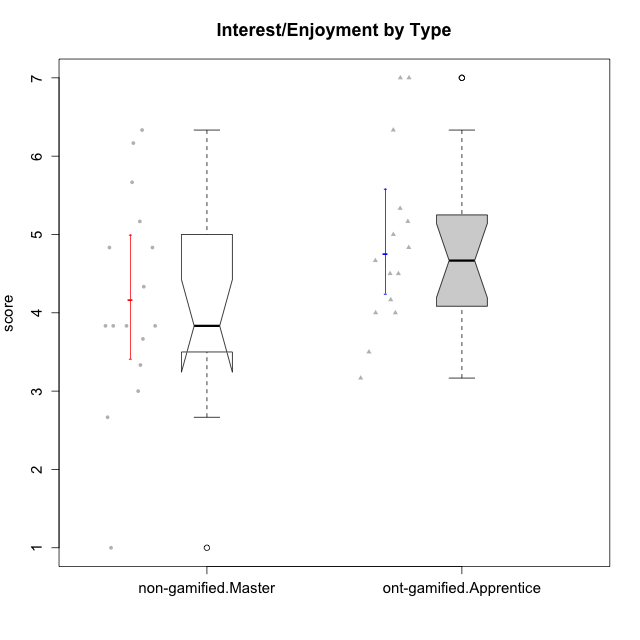 Interest/Enjoyment by Type
7
6
5
4
3
2
1
score
non-gamified.Master
ont-gamified.Apprentice